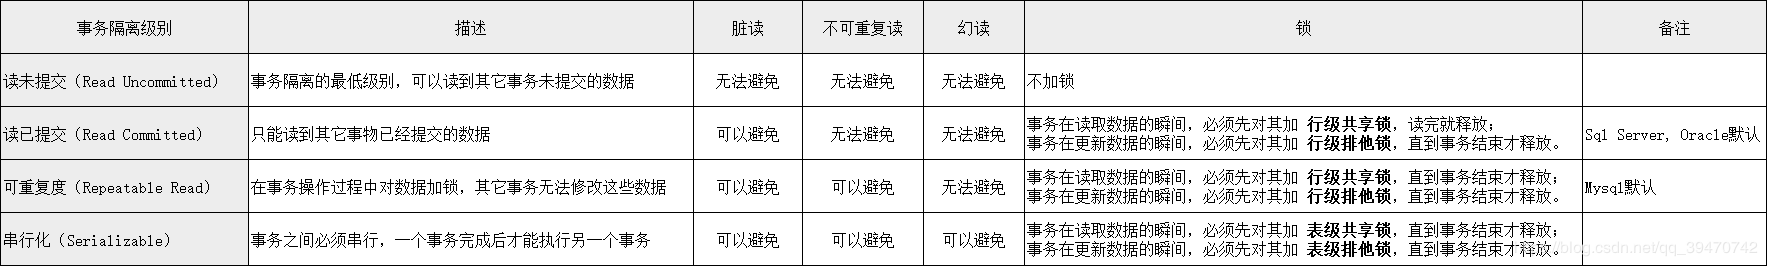 事务隔离级别 描述 脏读 不可重复读 幻读 锁 备注
读未提交（Read Uncommitted） 事务隔离的最低级别，可以读到其它事务未提交的数据 无法避免 无法避免 无法避免 不加锁
读已提交（Read Committed） 只能读到其它事物已经提交的数据 可以避免 无法避免 无法避免 事务在读取数据的瞬间，必须先对其加 行级共享锁，读完就释放；
事务在更新数据的瞬间，必须先对其加 行级排他锁，直到事务结束才释放。 Sql Server, Oracle默认
可重复度（Repeatable Read） 在事务操作过程中对数据加锁，其它事务无法修改这些数据 可以避免 可以避免 无法避免 事务在读取数据的瞬间，必须先对其加 行级共享锁，直到事务结束才释放；
事务在更新数据的瞬间，必须先对其加 行级排他锁，直到事务结束才释放。 Mysql默认
串行化（Serializable） 事务之间必须串行，一个事务完成后才能执行另一个事务 可以避免 可以避免 可以避免 事务在读取数据的瞬间，必须先对其加 表级共享锁，直到事务结束才释放；
事务在更新数据的瞬间，必须先对其加 表级排他锁，直到事务结束才释放。
blog.csdn.net/qq_39470742